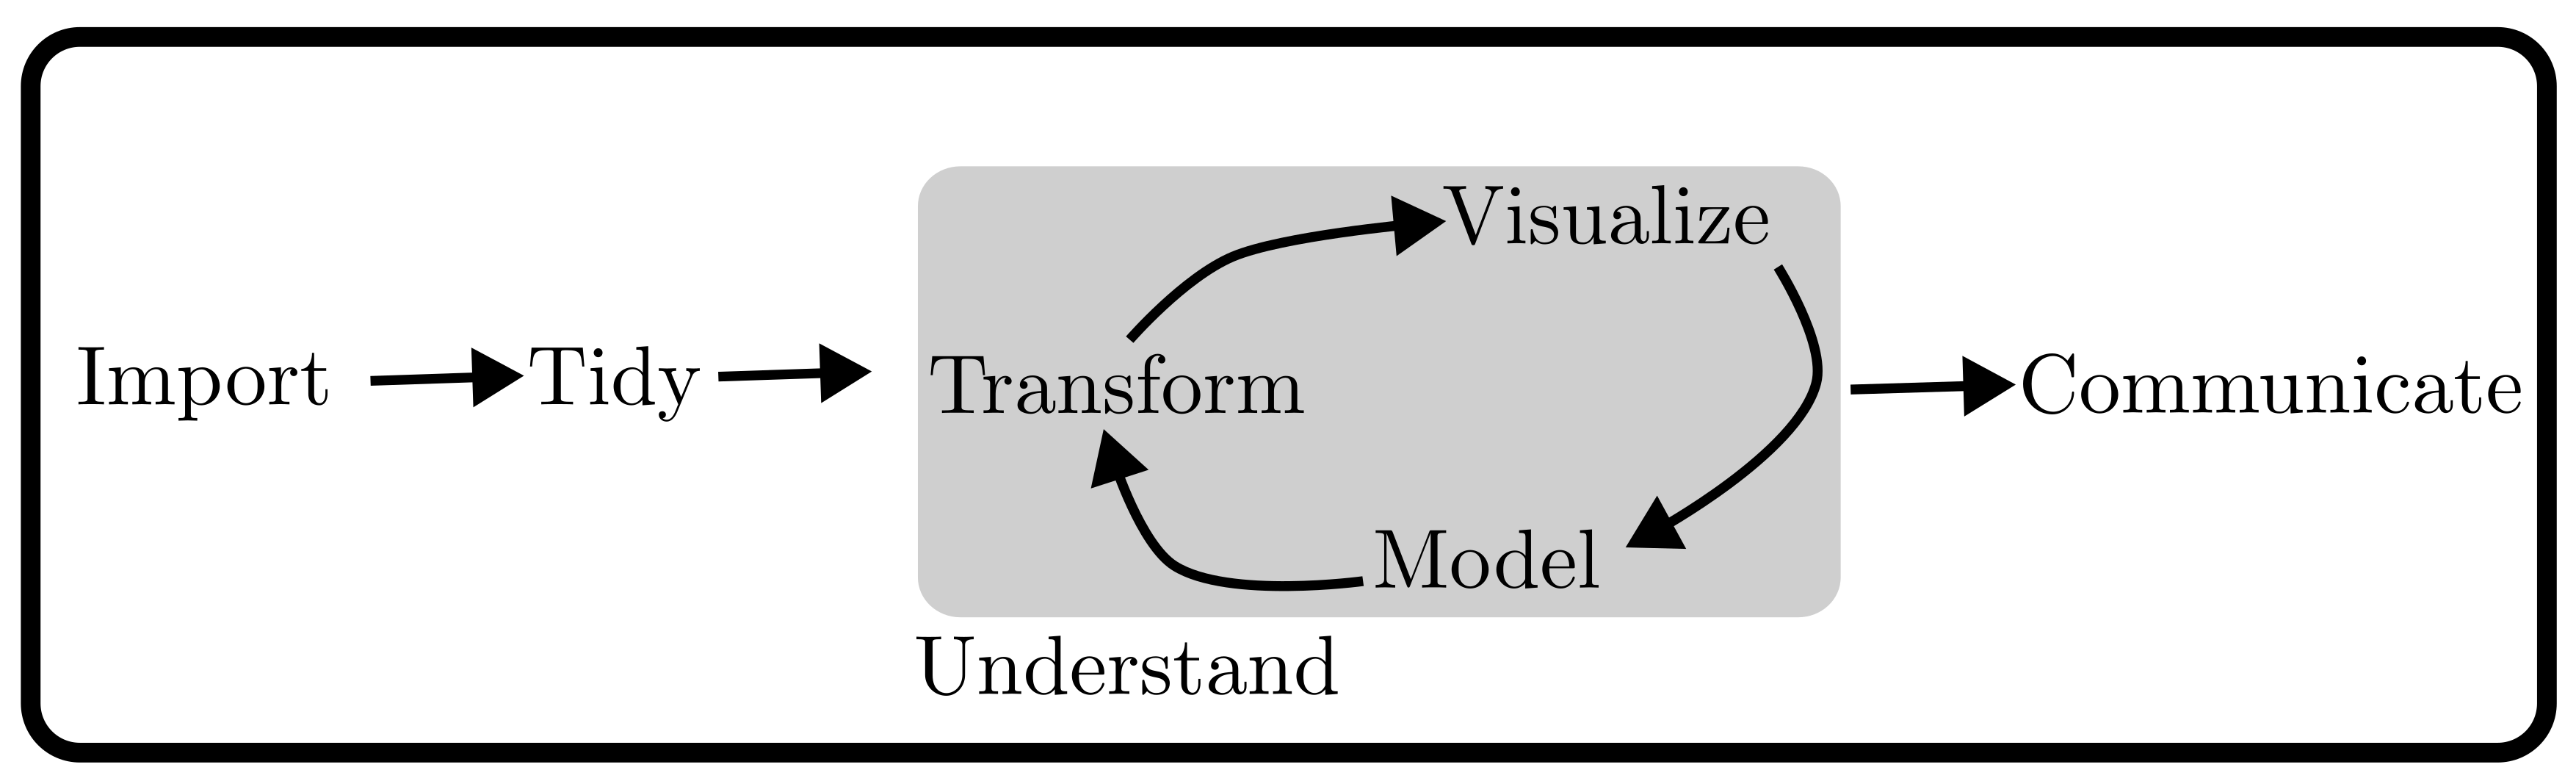 Import
Tidy
Transform
Visualize
Model
Understand
Communicate